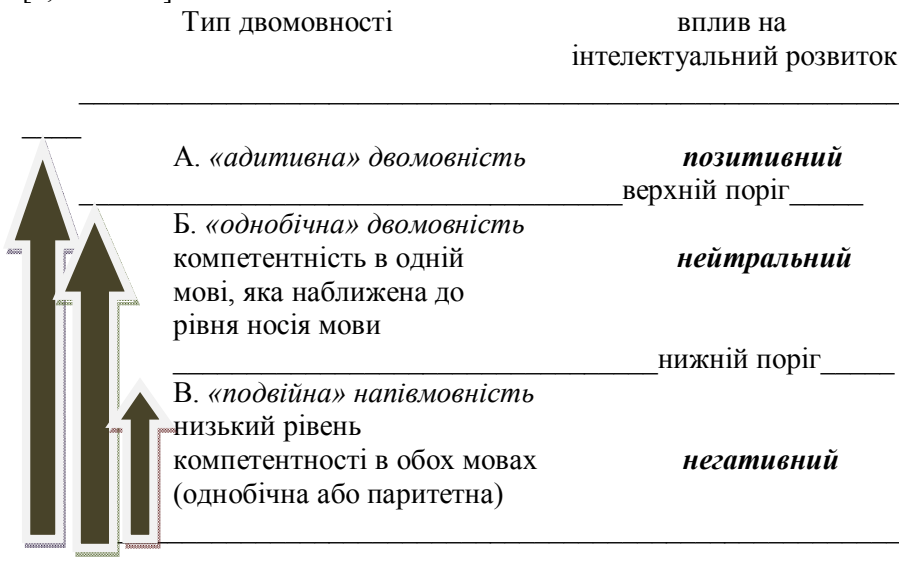 Тип двомовності вплив на
інтелектуальний розвиток
А. «адитивна» двомовність позитивний
верхній поріг
Б. «однобічна» двомовність
компетентність в одній нейтральний
мові, яка наближена до
рівня носія мови
нижній поріг
В. «подвійна» напівмовність
низький рівень
компетентності в обох мовах негативний
(однобічна або паритетна)